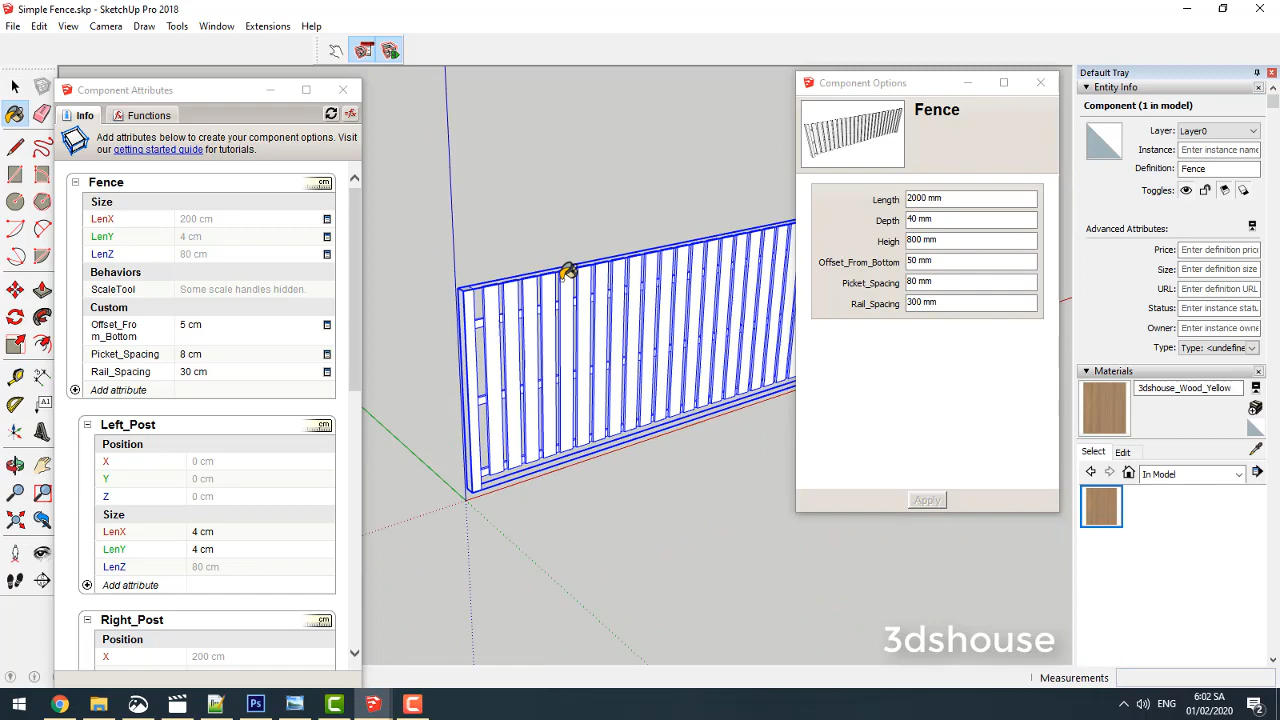 Simple Fence.skp - SketchUp Pro 2018
File Edit View Camera Draw Tools Window Extensions Help
Component Attributes
Info Functions
Add attributes below to create your component options. Visit
our getting started guide for tutorials.
Fence cm
Size
LenX 200 cm
LenY 4 cm
LenZ 80 cm
Behaviors
ScaleTool Some scale handles hidden.
Custom
Offset_Fro
m_Bottom 5 cm
Picket_Spacing 8 cm
Rail_Spacing 30 cm
Add attribute
Left_Post cm
Position
X 0 cm
Y 0 cm
Z 0 cm
Size
LenX 4 cm
LenY 4 cm
LenZ 80 cm
Add attribute
Right_Post cm
Position
X 200 cm
Component Options
Fence
Length 2000 mm
Depth 40 mm
Heigh 800 mm
Offset_From_Bottom 50 mm
Picket_Spacing 80 mm
Rail_Spacing 300 mm
Apply
Default Tray
Entity Info
Component (1 in model)
Layer: Layer0
Instance: Enter instance name
Definition: Fence
Toggles:
Advanced Attributes:
Price: Enter definition pric
Size: Enter definition size
URL: Enter definition URL
Status: Enter instance statu
Owner: Enter instance owne
Type: Type: <undefine
Materials
3dshouse_Wood_Yellow
Select Edit
In Model
3dshouse
Measurements
ENG
6:02 SA
01/02/2020
2